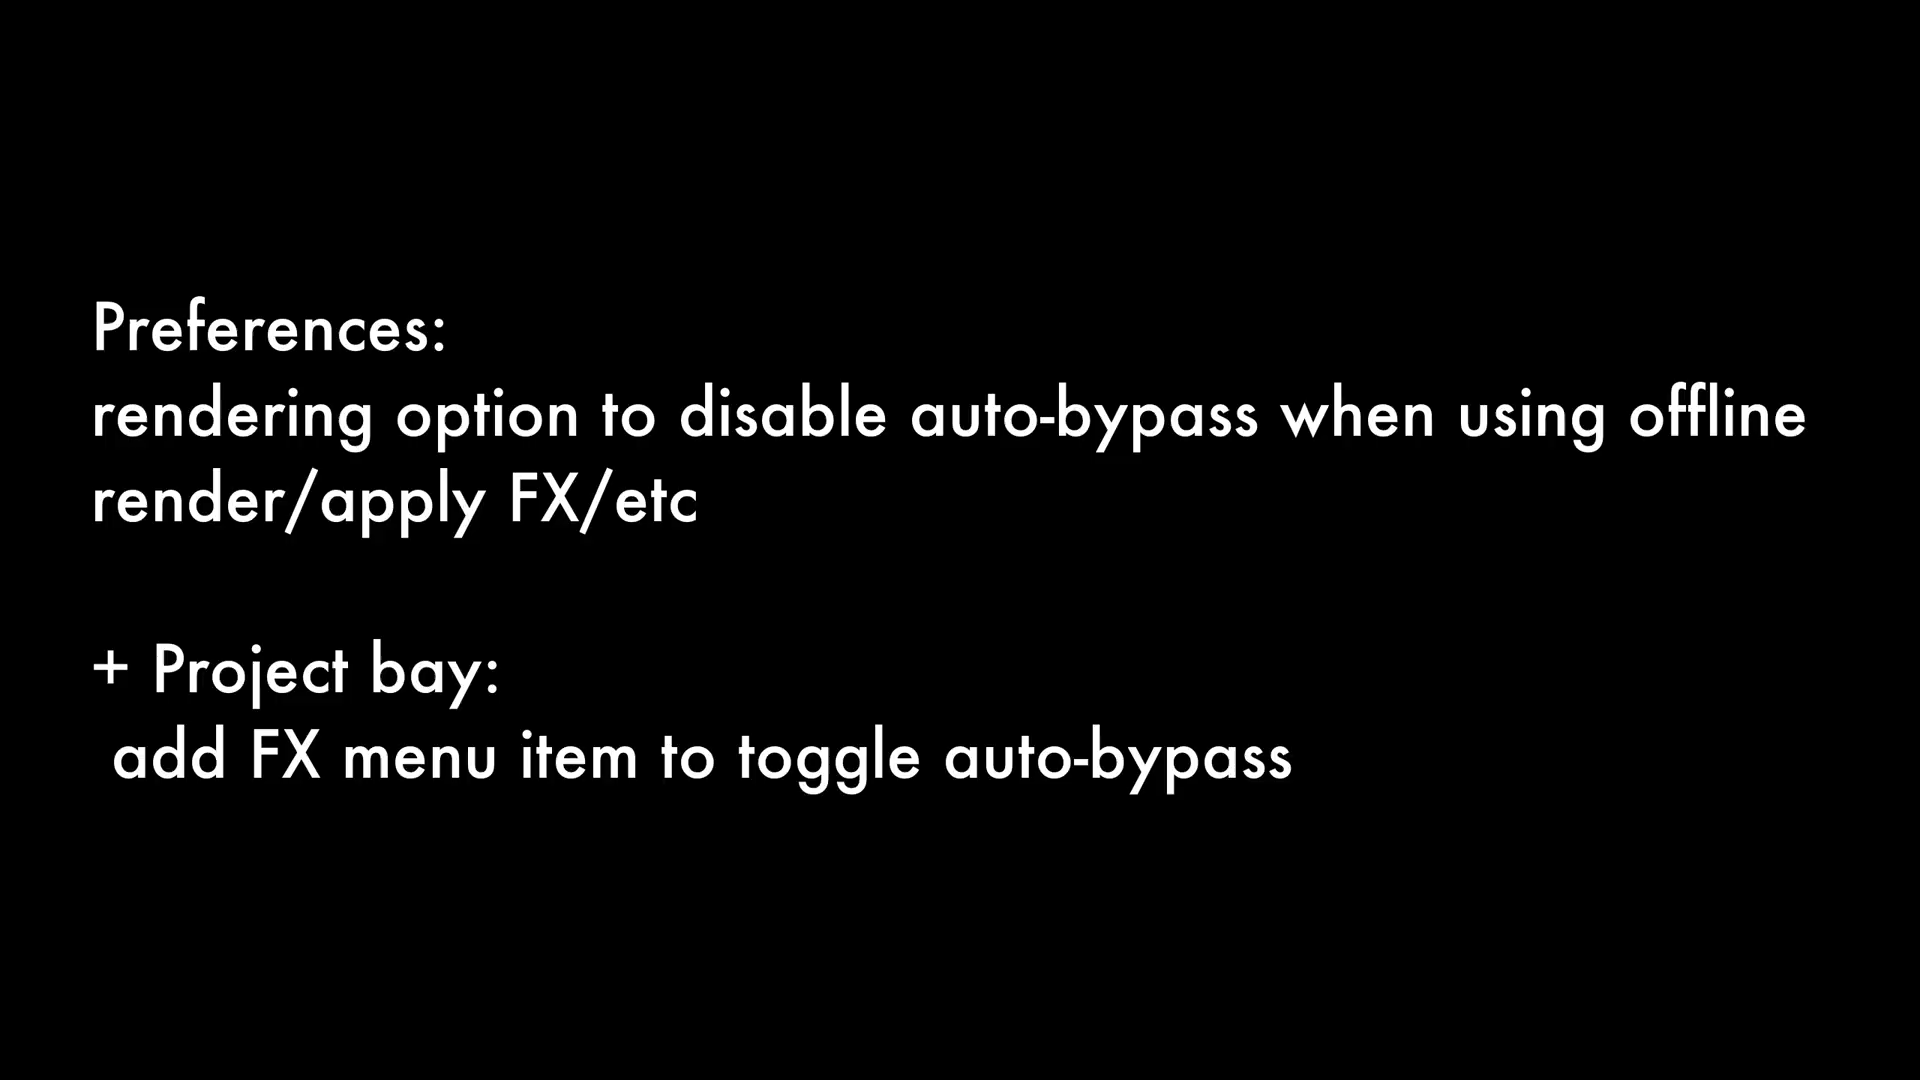 Preferences:
rendering option to disable auto-bypass when using offline
render/apply FX/etc
+ Project bay:
add FX menu item to toggle auto-bypass